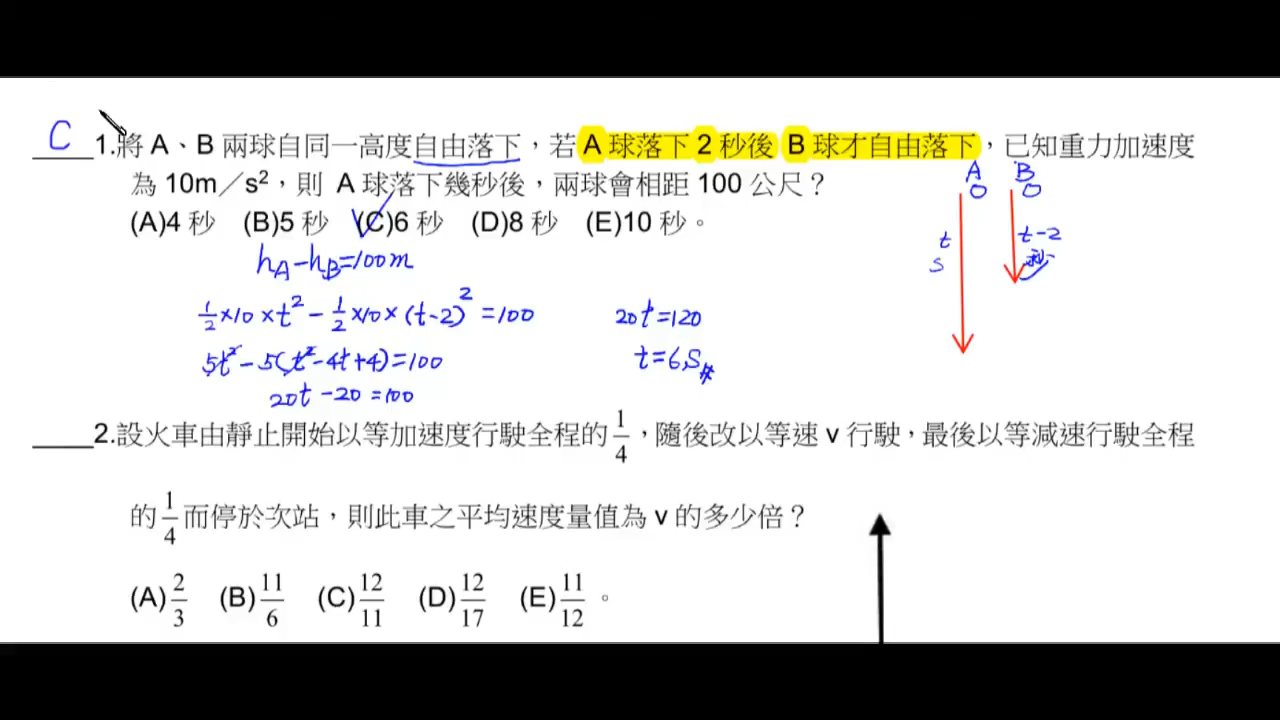 C 1.將 A、B 兩球自同一高度自由落下，若 A 球落下 2 秒後 B 球才自由落下，已知重力加速度
為 10m／s²，則 A 球落下幾秒後，兩球會相距 100 公尺？
(A)4 秒 (B)5 秒 (C)6 秒 (D)8 秒 (E)10 秒。
A B
t s
t-2 秒
hA-hB=100m
1/2×10×t²-1/2×10×(t-2)²=100
5t²-5(t²-4t+4)=100
20t-20=100
20t=120
t=6s#
2.設火車由靜止開始以等加速度行駛全程的 1/4，隨後改以等速 v 行駛，最後以等減速行駛全程
的 1/4 而停於次站，則此車之平均速度量值為 v 的多少倍？
(A) 2/3 (B) 11/6 (C) 12/11 (D) 12/17 (E) 11/12 。